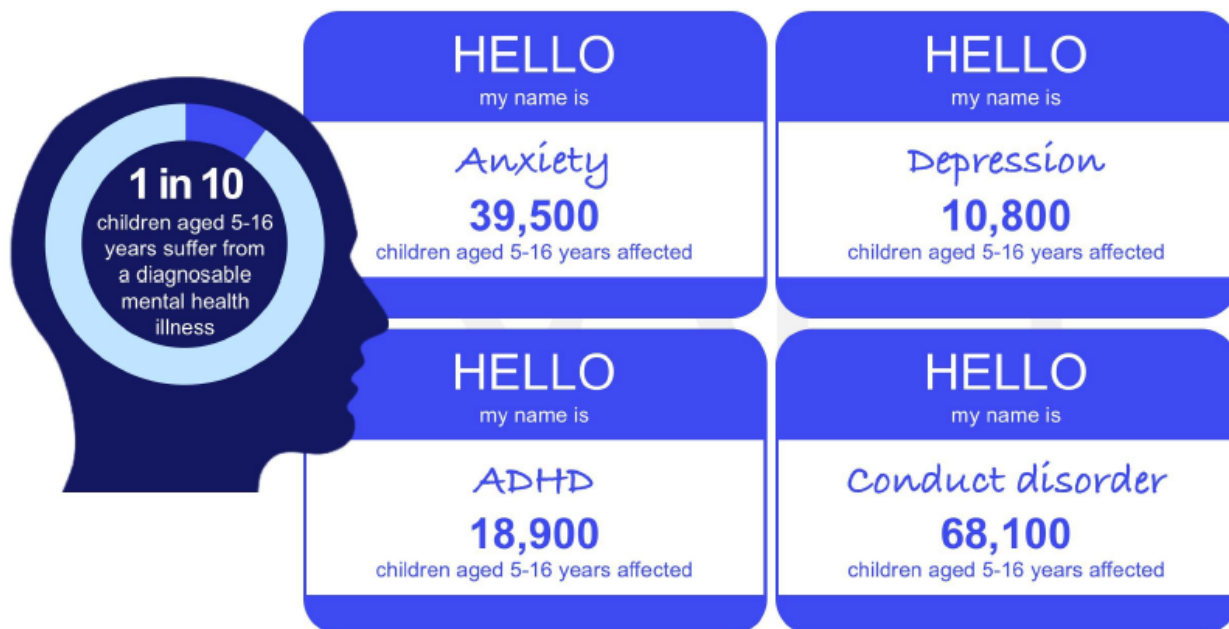 1 in 10
children aged 5-16
years suffer from
a diagnosable
mental health
illness
HELLO
my name is
Anxiety
39,500
children aged 5-16 years affected
HELLO
my name is
Depression
10,800
children aged 5-16 years affected
HELLO
my name is
ADHD
18,900
children aged 5-16 years affected
HELLO
my name is
Conduct disorder
68,100
children aged 5-16 years affected